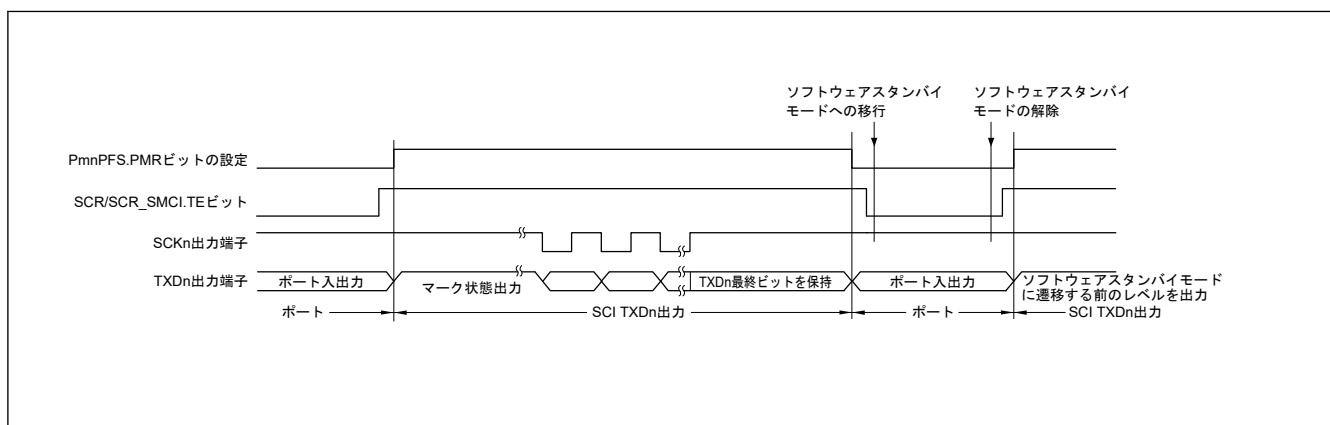 ソフトウェアスタンバイ
モードへの移行
ソフトウェアスタンバイ
モードの解除
PmnPFS.PMRビットの設定
SCR/SCR_SMCI.TEビット
SCKn出力端子
TXDn出力端子
ポート入出力
マーク状態出力
TXDn最終ビットを保持
ポート入出力
ソフトウェアスタンバイモード
に遷移する前のレベルを出力
ポート
SCI TXDn出力
ポート
SCI TXDn出力